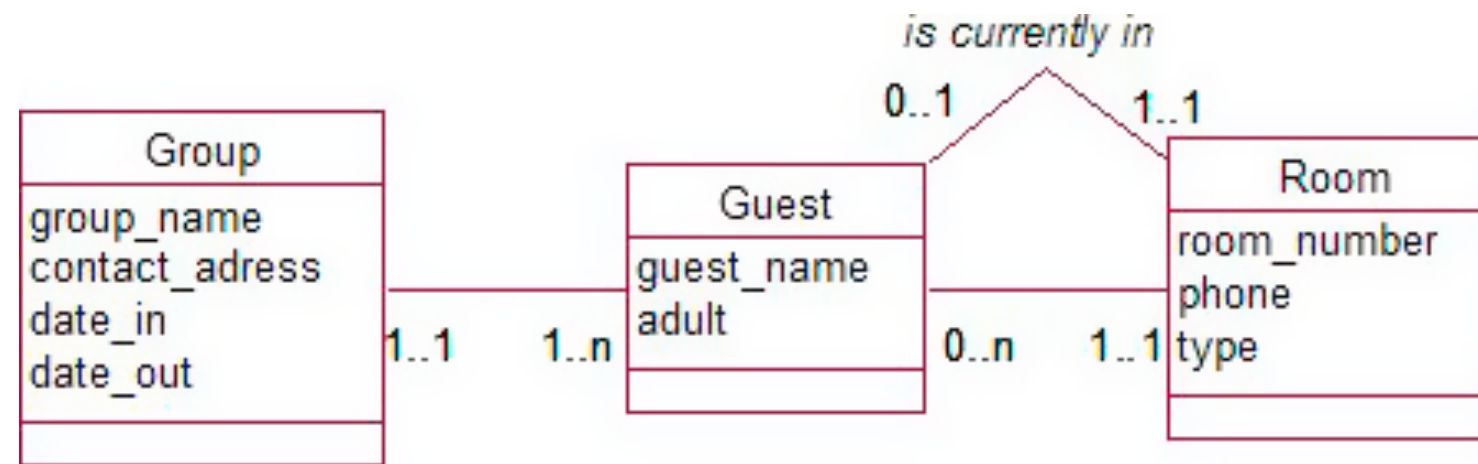 is currently in
0..1
1..1
Group
group_name
contact_adress
date_in
date_out
1..1
1..n
Guest
guest_name
adult
0..n
1..1
Room
room_number
phone
type